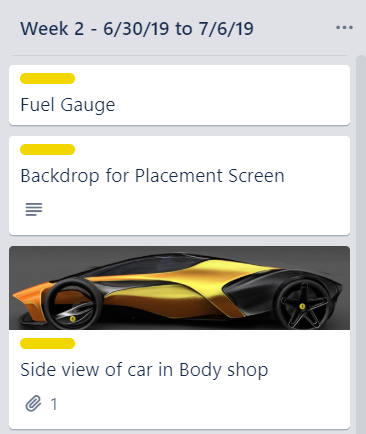 Week 2 - 6/30/19 to 7/6/19
Fuel Gauge
Backdrop for Placement Screen
Side view of car in Body shop
1